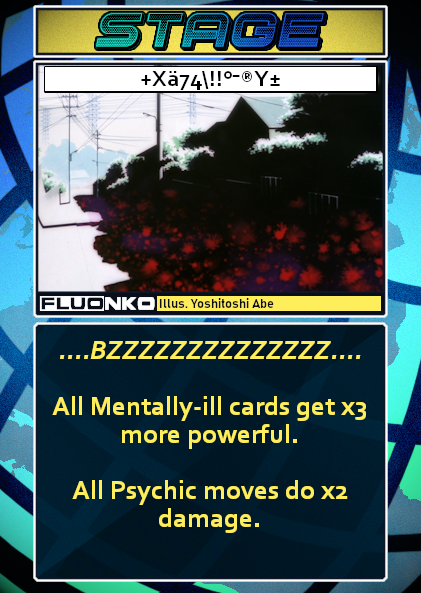 STAGE
+Xä74\!!°¯®Y±
FLUONKO Illus. Yoshitoshi Abe
....BZZZZZZZZZZZZZZ....
All Mentally-ill cards get x3
more powerful.
All Psychic moves do x2
damage.